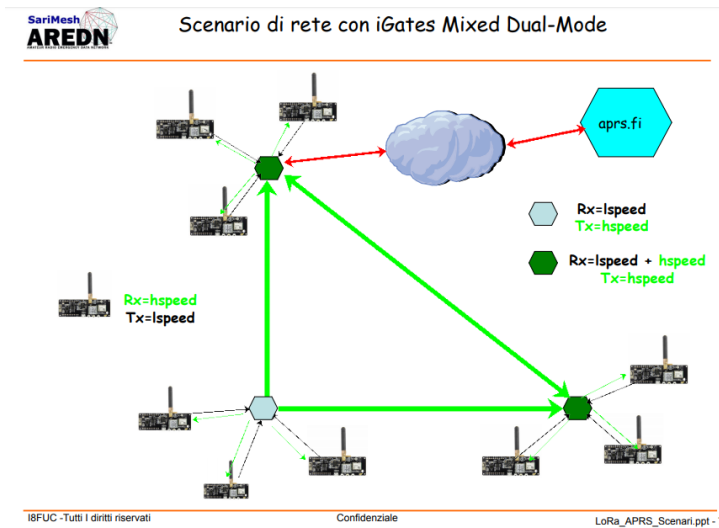 SariMesh
AREDN
AMATEUR RADIO EMERGENCY DATA NETWORK
Scenario di rete con iGates Mixed Dual-Mode
aprs.fi
Rx=lspeed
Tx=hspeed
Rx=lspeed + hspeed
Tx=hspeed
Rx=hspeed
Tx=lspeed
I8FUC -Tutti I diritti riservati
Confidenziale
LoRa_APRS_Scenari.ppt -